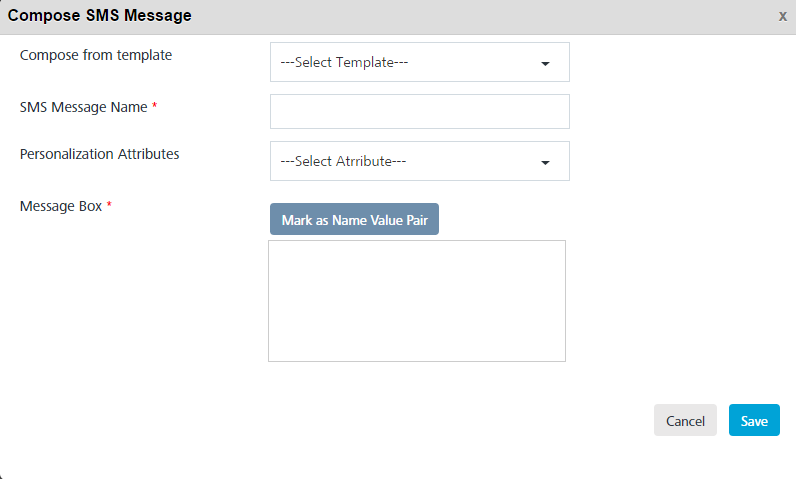 Compose SMS Message x
Compose from template ---Select Template---
SMS Message Name *
Personalization Attributes ---Select Atrribute---
Message Box *
Mark as Name Value Pair
Cancel Save